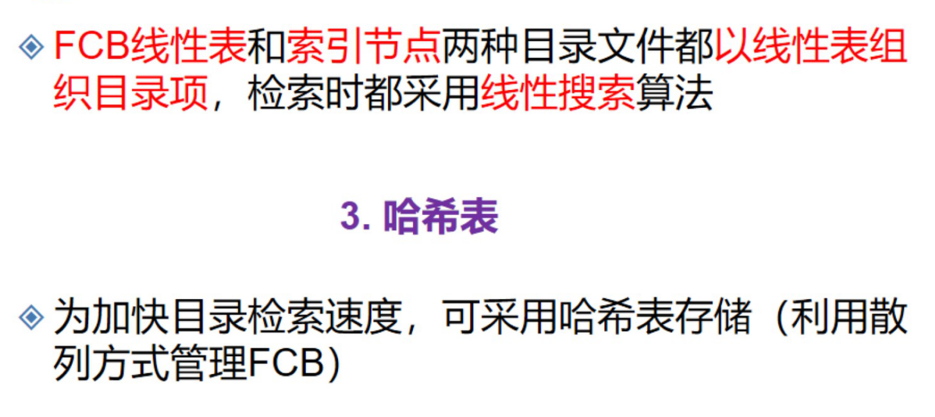 FCB线性表和索引节点两种目录文件都以线性表组
织目录项，检索时都采用线性搜索算法
3. 哈希表
为加快目录检索速度，可采用哈希表存储（利用散
列方式管理FCB）